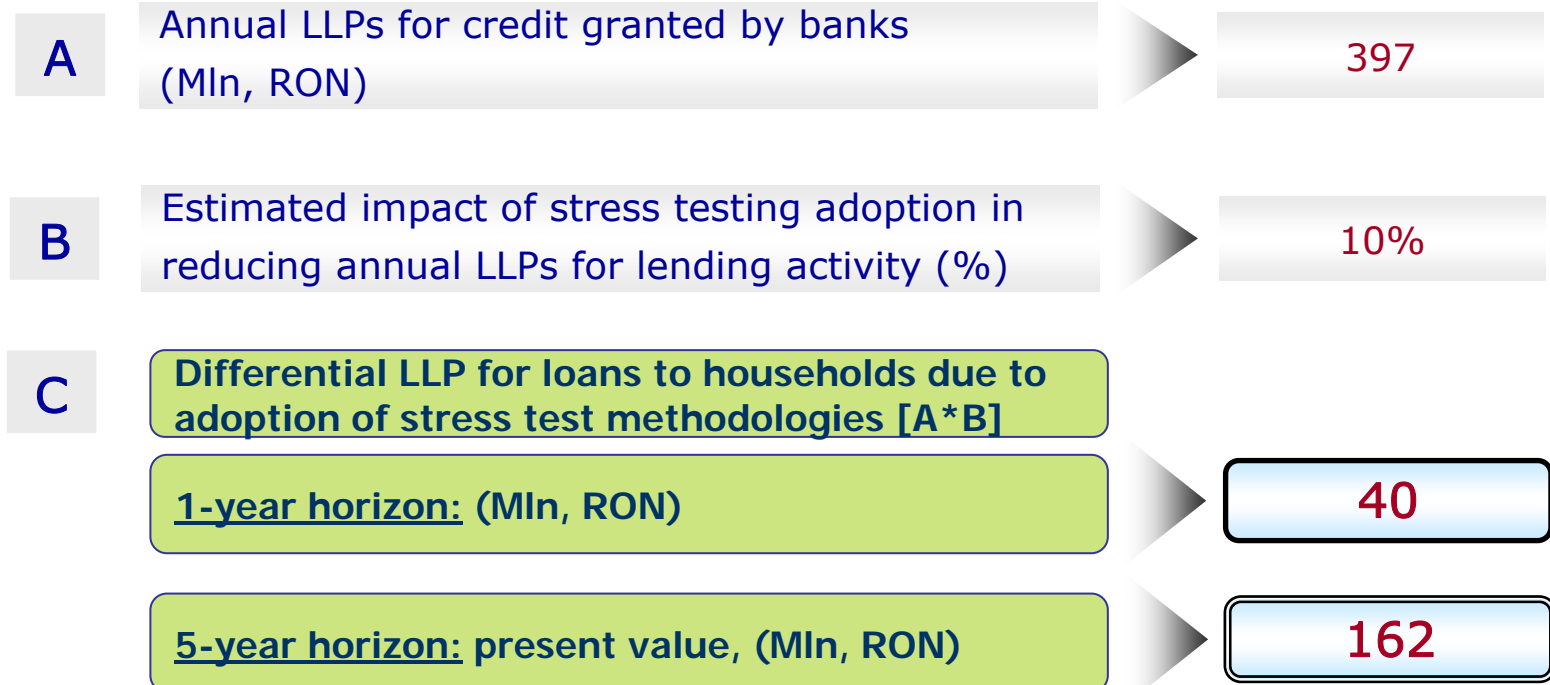 A
Annual LLPs for credit granted by banks
(Mln, RON)
397
B
Estimated impact of stress testing adoption in
reducing annual LLPs for lending activity (%)
10%
C
Differential LLP for loans to households due to
adoption of stress test methodologies [A*B]
1-year horizon: (Mln, RON)
40
5-year horizon: present value, (Mln, RON)
162